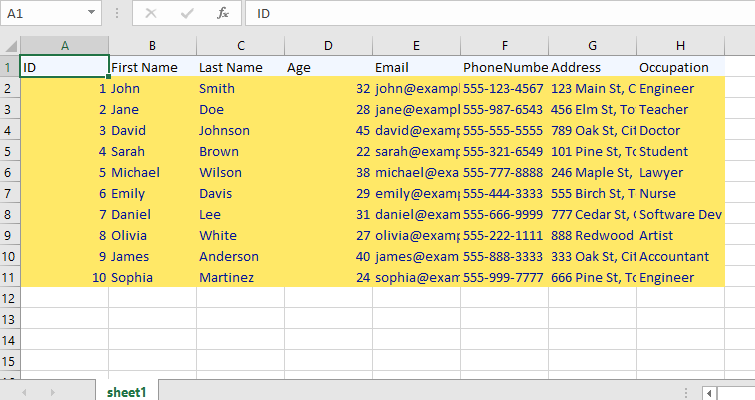 A1 fx ID
A B C D E F G H
1 ID First Name Last Name Age Email PhoneNumbe Address Occupation
2 1 John Smith 32 john@exampl 555-123-4567 123 Main St, C Engineer
3 2 Jane Doe 28 jane@exampl 555-987-6543 456 Elm St, To Teacher
4 3 David Johnson 45 david@exam 555-555-5555 789 Oak St, Cit Doctor
5 4 Sarah Brown 22 sarah@exam 555-321-6549 101 Pine St, To Student
6 5 Michael Wilson 38 michael@exa 555-777-8888 246 Maple St, Lawyer
7 6 Emily Davis 29 emily@exam 555-444-3333 555 Birch St, T Nurse
8 7 Daniel Lee 31 daniel@exam 555-666-9999 777 Cedar St, Software Dev
9 8 Olivia White 27 olivia@exam 555-222-1111 888 Redwood Artist
10 9 James Anderson 40 james@exam 555-888-3333 333 Oak St, Cit Accountant
11 10 Sophia Martinez 24 sophia@exam 555-999-7777 666 Pine St, To Engineer
12
13
14
15
sheet1